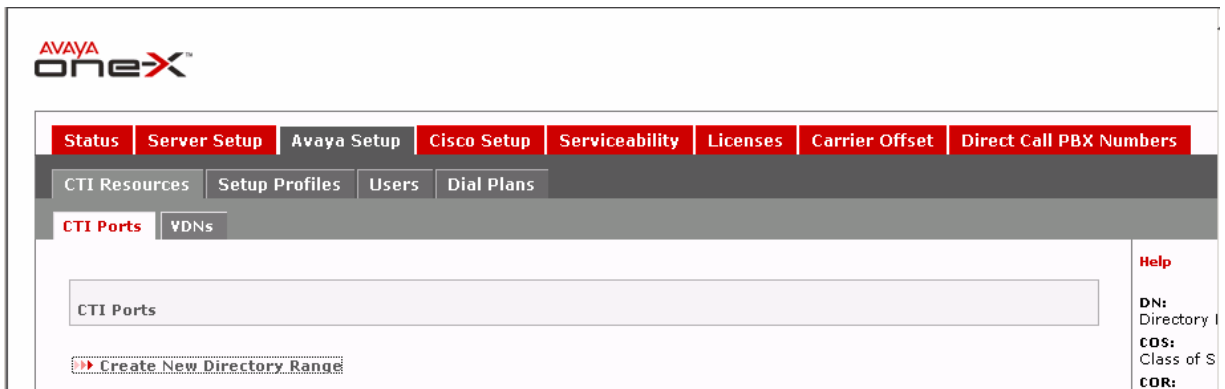 AVAYA
one-X™
Status Server Setup Avaya Setup Cisco Setup Serviceability Licenses Carrier Offset Direct Call PBX Numbers
CTI Resources Setup Profiles Users Dial Plans
CTI Ports VDNs
Help
CTI Ports
DN:
Directory
COS:
Class of S
Create New Directory Range
COR: